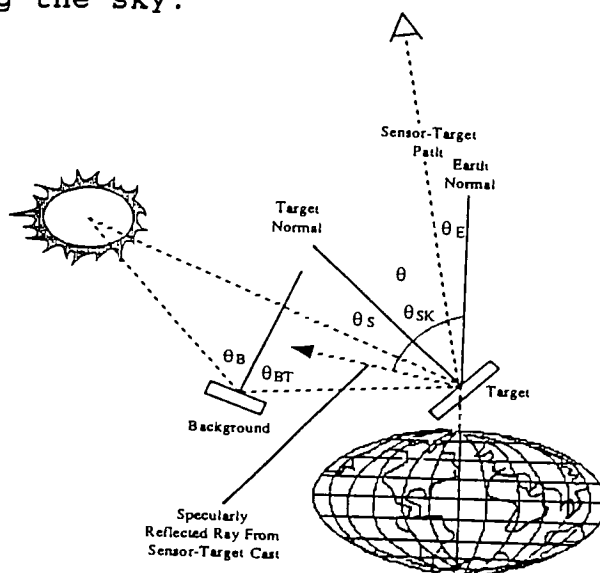 g the sky.
Sensor-Target
Path
Earth
Normal
θE
Target
Normal
θ
θSK
θS
θB
θBT
Target
Background
Specularly
Reflected Ray From
Sensor-Target Cast